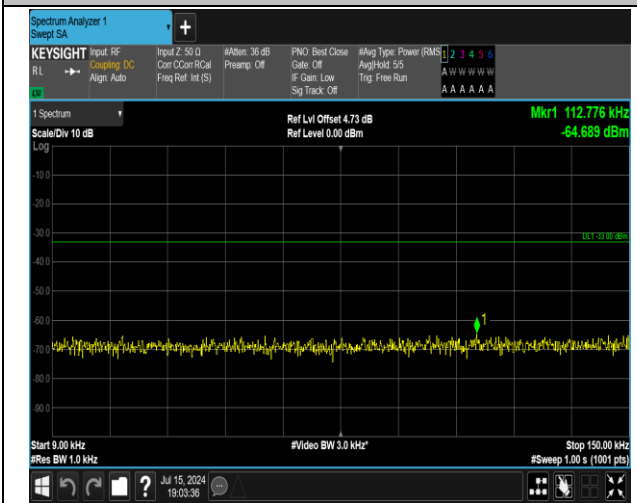 Spectrum Analyzer 1
Swept SA
+
KEYSIGHT
RL
Input: RF
Coupling: DC
Align: Auto
Input Z: 50 Ω
Corr CCorr RCal
Freq Ref: Int (S)
#Atten: 36 dB
Preamp: Off
PNO: Best Close
Gate: Off
IF Gain: Low
Sig Track: Off
#Avg Type: Power (RMS
Avg|Hold: 5/5
Trig: Free Run
1 2 3 4 5 6
A W W W W W
A A A A A A
1 Spectrum
Scale/Div 10 dB
Log
Ref Lvl Offset 4.73 dB
Ref Level 0.00 dBm
Mkr1 112.776 kHz
-64.689 dBm
-10.0
-20.0
-30.0
DL1 -33.00 dBm
-40.0
-50.0
-60.0
1
-70.0
-80.0
-90.0
Start 9.00 kHz
#Video BW 3.0 kHz*
Stop 150.00 kHz
#Res BW 1.0 kHz
#Sweep 1.00 s (1001 pts)
?
Jul 15, 2024
19:03:36